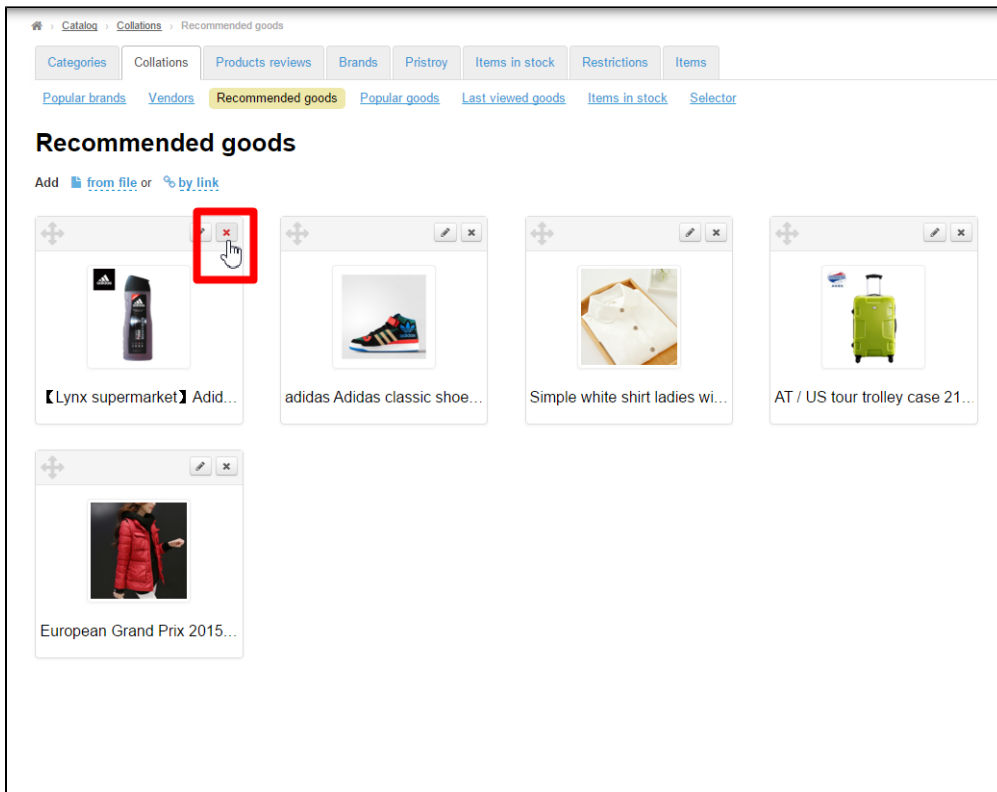 Catalog › Collations › Recommended goods
Categories Collations Products reviews Brands Pristroy Items in stock Restrictions Items
Popular brands Vendors Recommended goods Popular goods Last viewed goods Items in stock Selector
Recommended goods
Add from file or by link
【Lynx supermarket】Adid... adidas Adidas classic shoe... Simple white shirt ladies wi... AT / US tour trolley case 21...
European Grand Prix 2015...